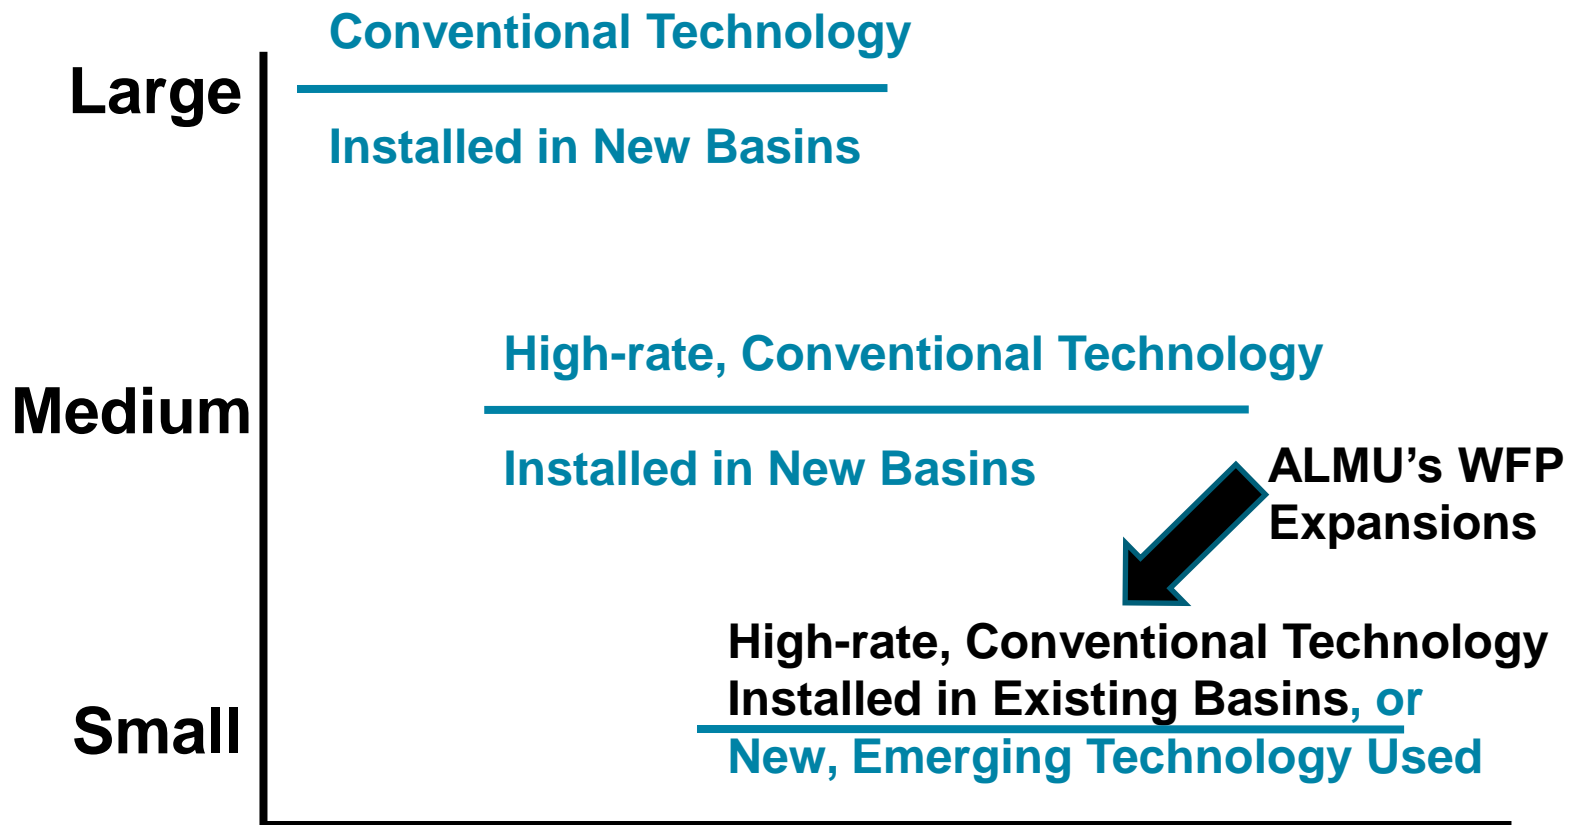 Conventional Technology
Large
Installed in New Basins
High-rate, Conventional Technology
Medium
Installed in New Basins
ALMU’s WFP
Expansions
High-rate, Conventional Technology
Installed in Existing Basins, or
Small
New, Emerging Technology Used